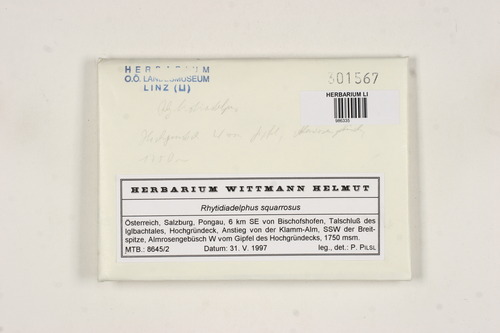 HERBARIUM
O.Ö. LANDESMUSEUM
LINZ (LI)
601567
HERBARIUM LI
HERBARIUM WITTMANN HELMUT
Rhytidiadelphus squarrosus
Österreich, Salzburg, Pongau, 6 km SE von Bischofshofen, Talschluß des
Iglbachtales, Hochgründeck, Anstieg von der Klamm-Alm, SSW der Breit-
spitze, Almrosengebüsch W vom Gipfel des Hochgründecks, 1750 msm.
MTB.: 8645/2 Datum: 31. V. 1997 leg., det.: P. PILSL